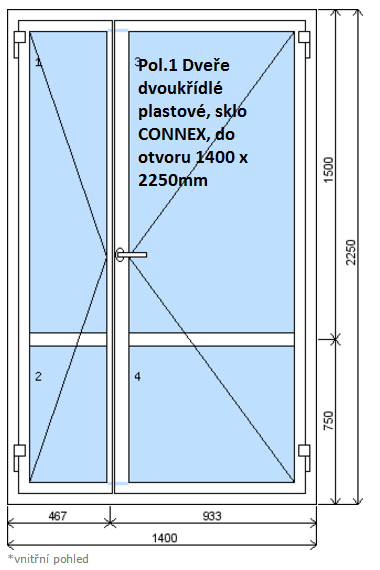 1
3
Pol.1 Dveře
dvoukřídlé
plastové, sklo
CONNEX, do
otvoru 1400 x
2250mm
1500
2250
2
4
750
467
933
1400
*vnitřní pohled